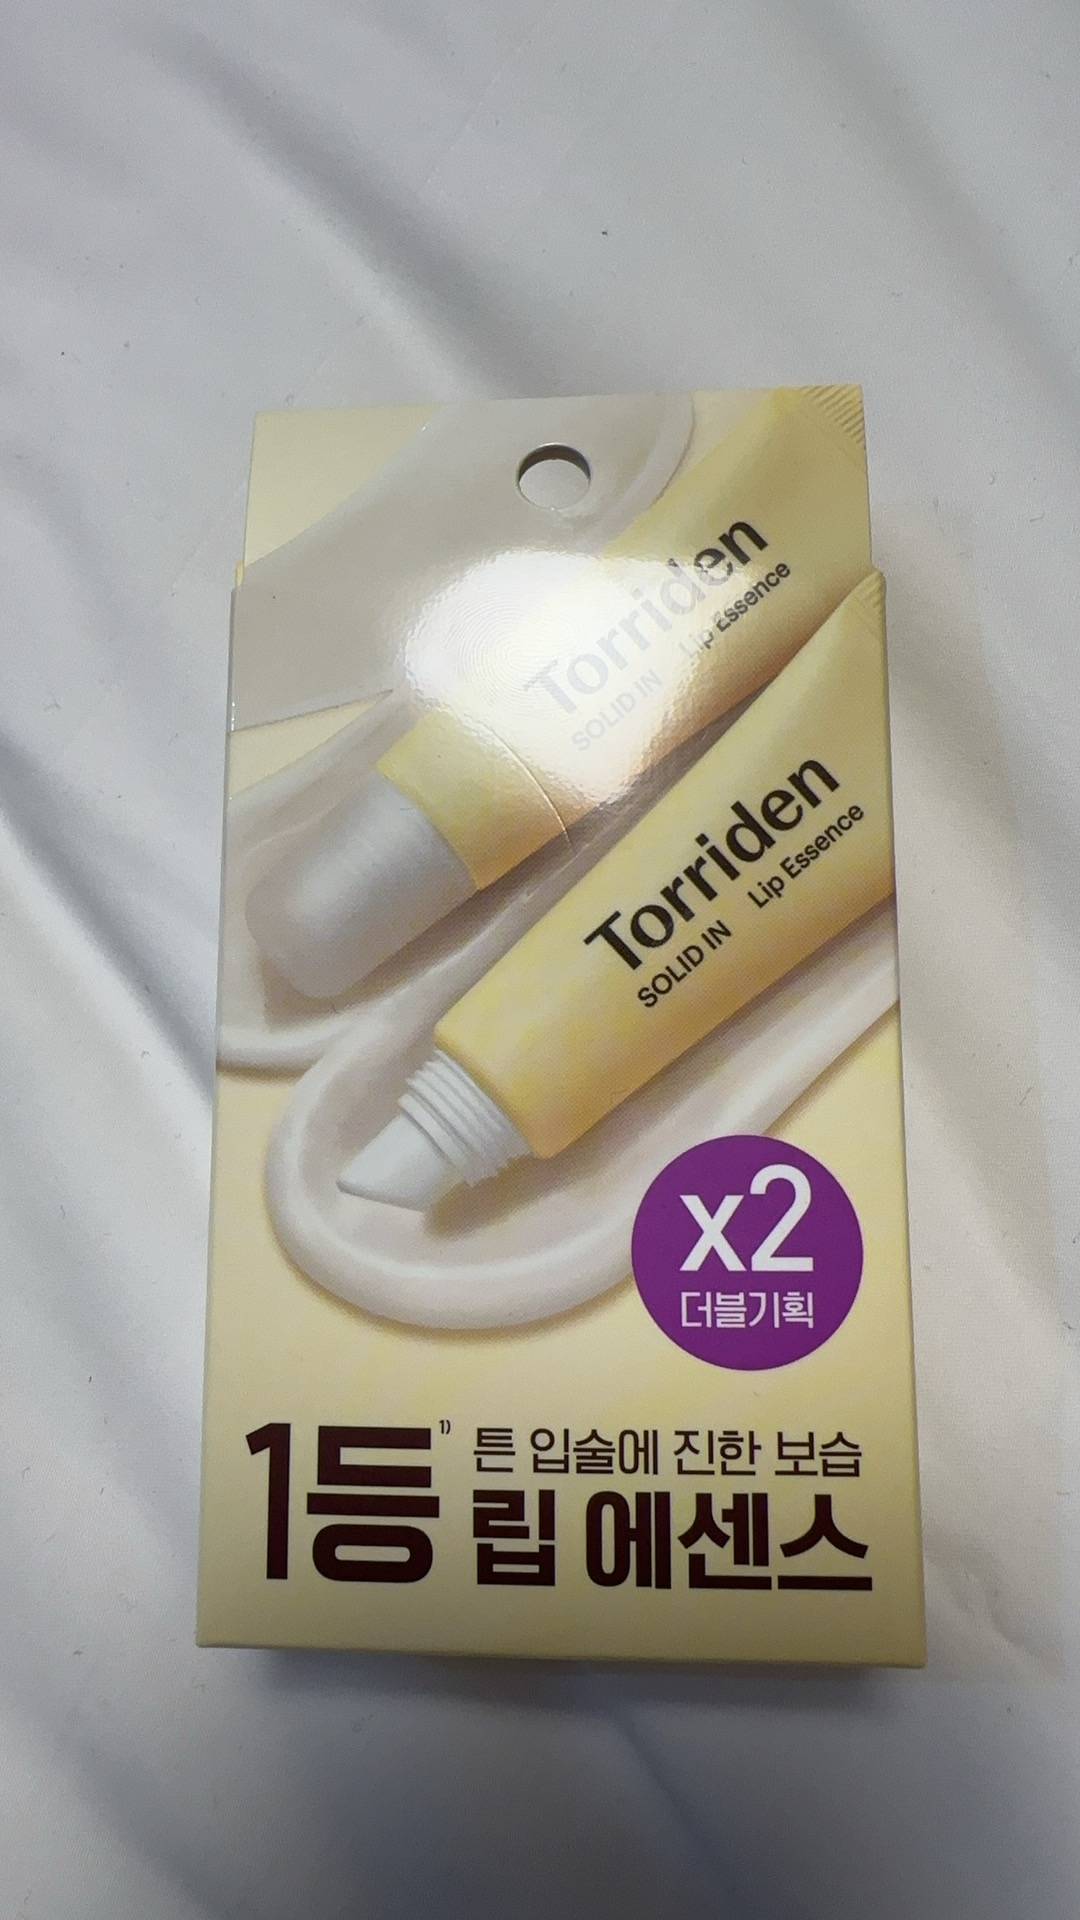 Torriden
SOLID IN Lip Essence
Torriden
SOLID IN Lip Essence
x2
더블기획
1등 1)
튼 입술에 진한 보습
립 에센스